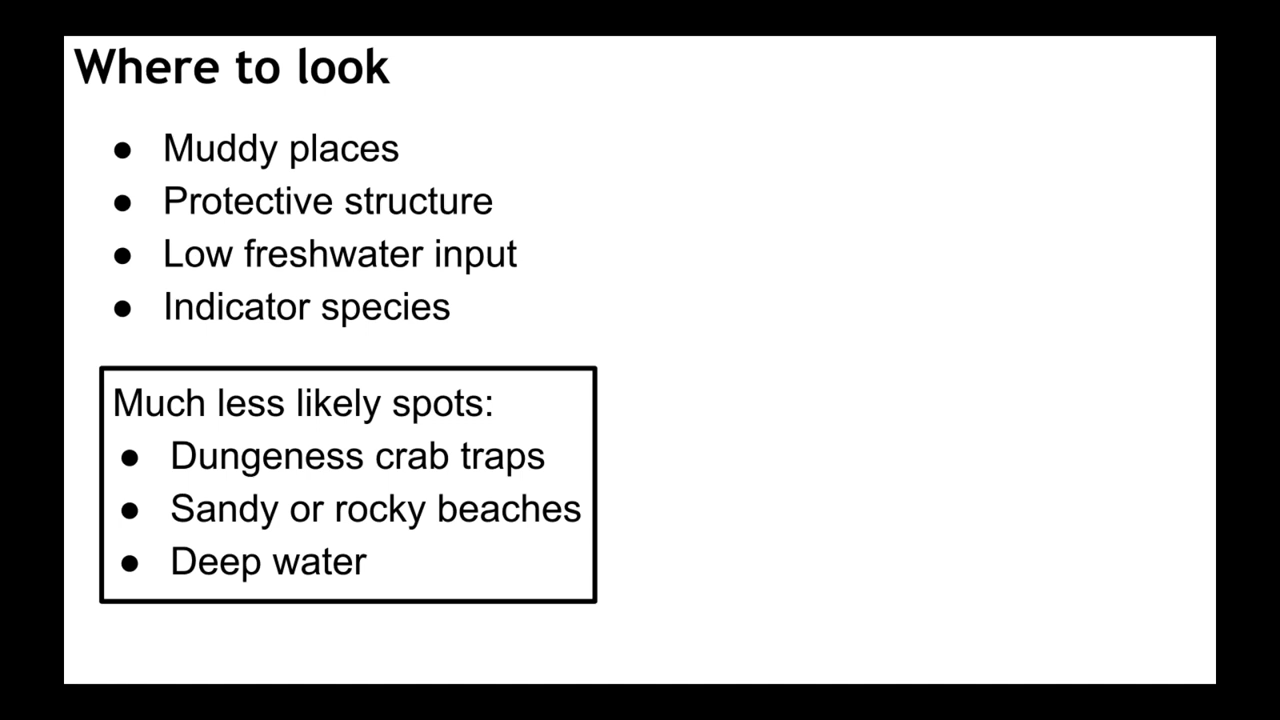 Where to look
● Muddy places
● Protective structure
● Low freshwater input
● Indicator species
Much less likely spots:
● Dungeness crab traps
● Sandy or rocky beaches
● Deep water